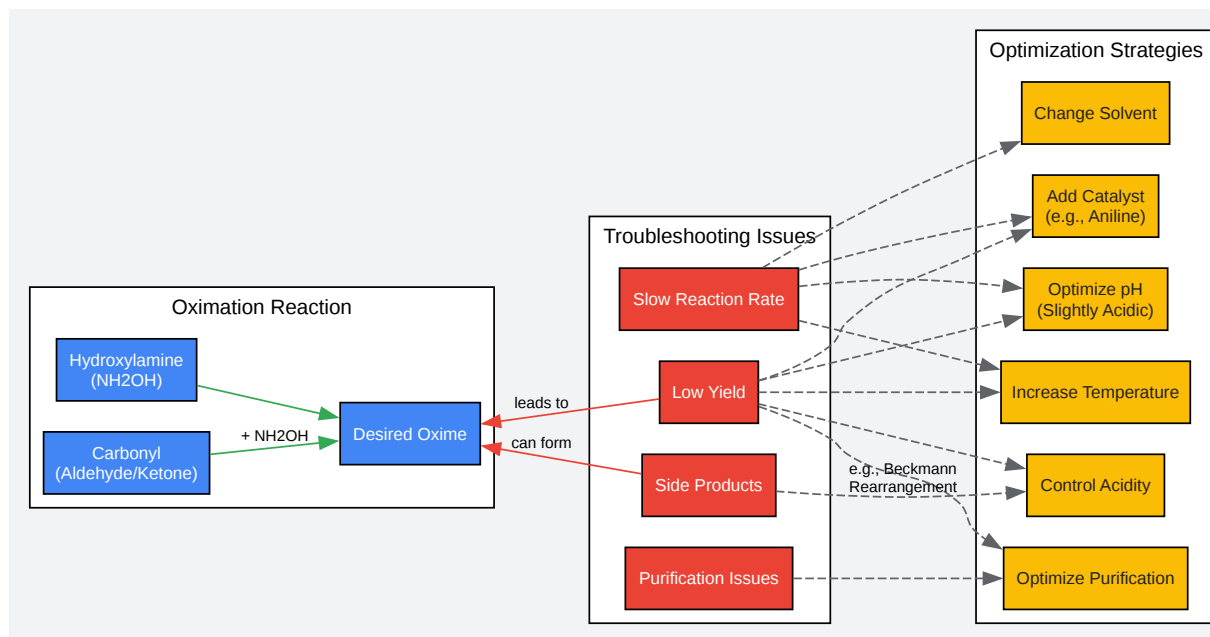 Oximation Reaction
Hydroxylamine
(NH2OH)
Carbonyl
(Aldehyde/Ketone)
+ NH2OH
Desired Oxime
leads to
can form
Troubleshooting Issues
Slow Reaction Rate
Low Yield
Side Products
Purification Issues
e.g., Beckmann
Rearrangement
Optimization Strategies
Change Solvent
Add Catalyst
(e.g., Aniline)
Optimize pH
(Slightly Acidic)
Increase Temperature
Control Acidity
Optimize Purification